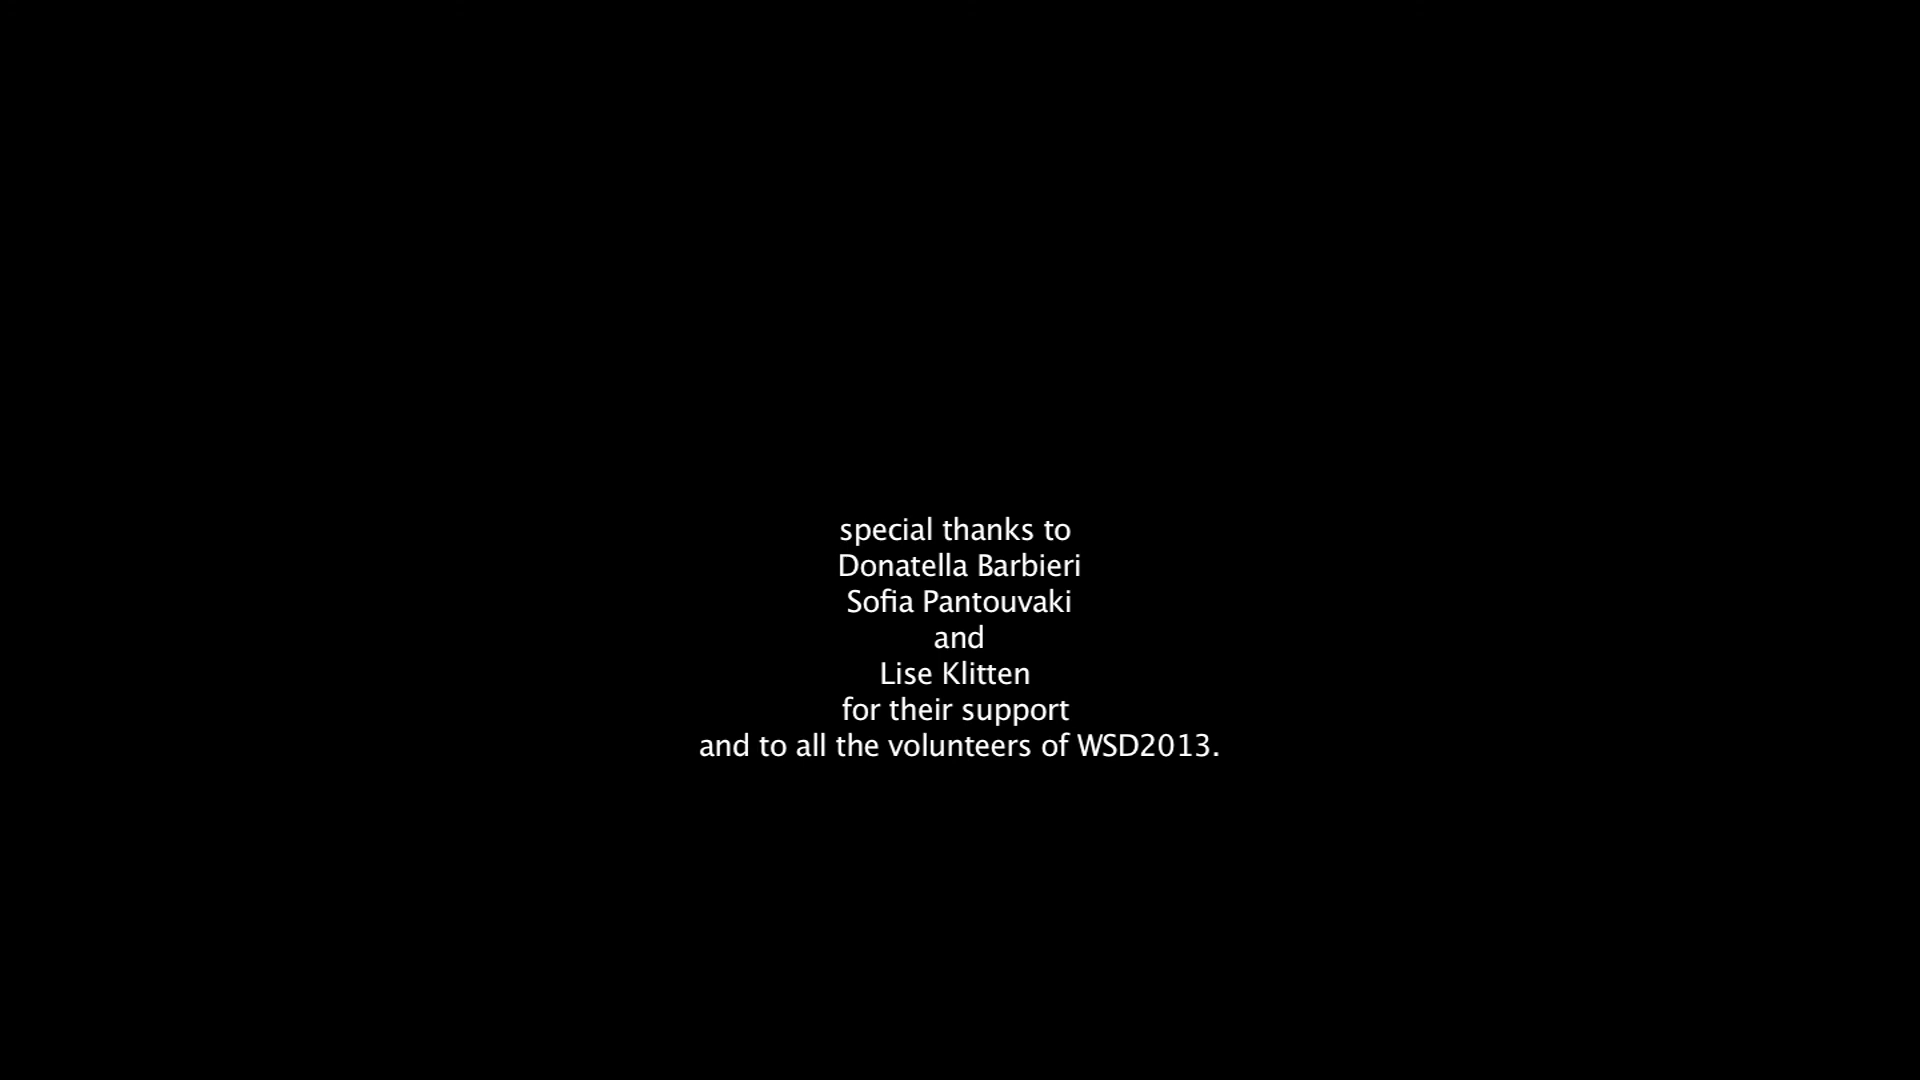 special thanks to
Donatella Barbieri
Sofia Pantouvaki
and
Lise Klitten
for their support
and to all the volunteers of WSD2013.